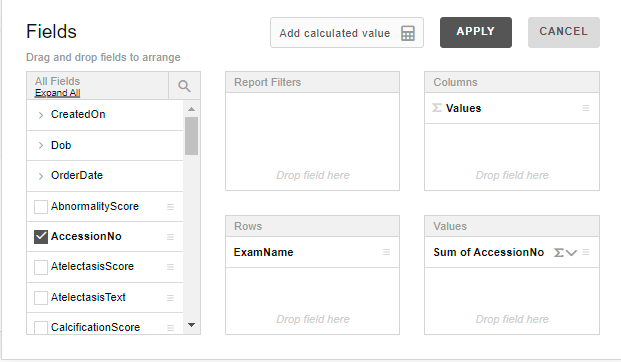 Fields
Add calculated value
APPLY
CANCEL
Drag and drop fields to arrange
All Fields
Expand All
CreatedOn
Dob
OrderDate
AbnormalityScore
AccessionNo
AtelectasisScore
AtelectasisText
CalcificationScore
Report Filters
Drop field here
Columns
Σ Values
Drop field here
Rows
ExamName
Drop field here
Values
Sum of AccessionNo Σ
Drop field here